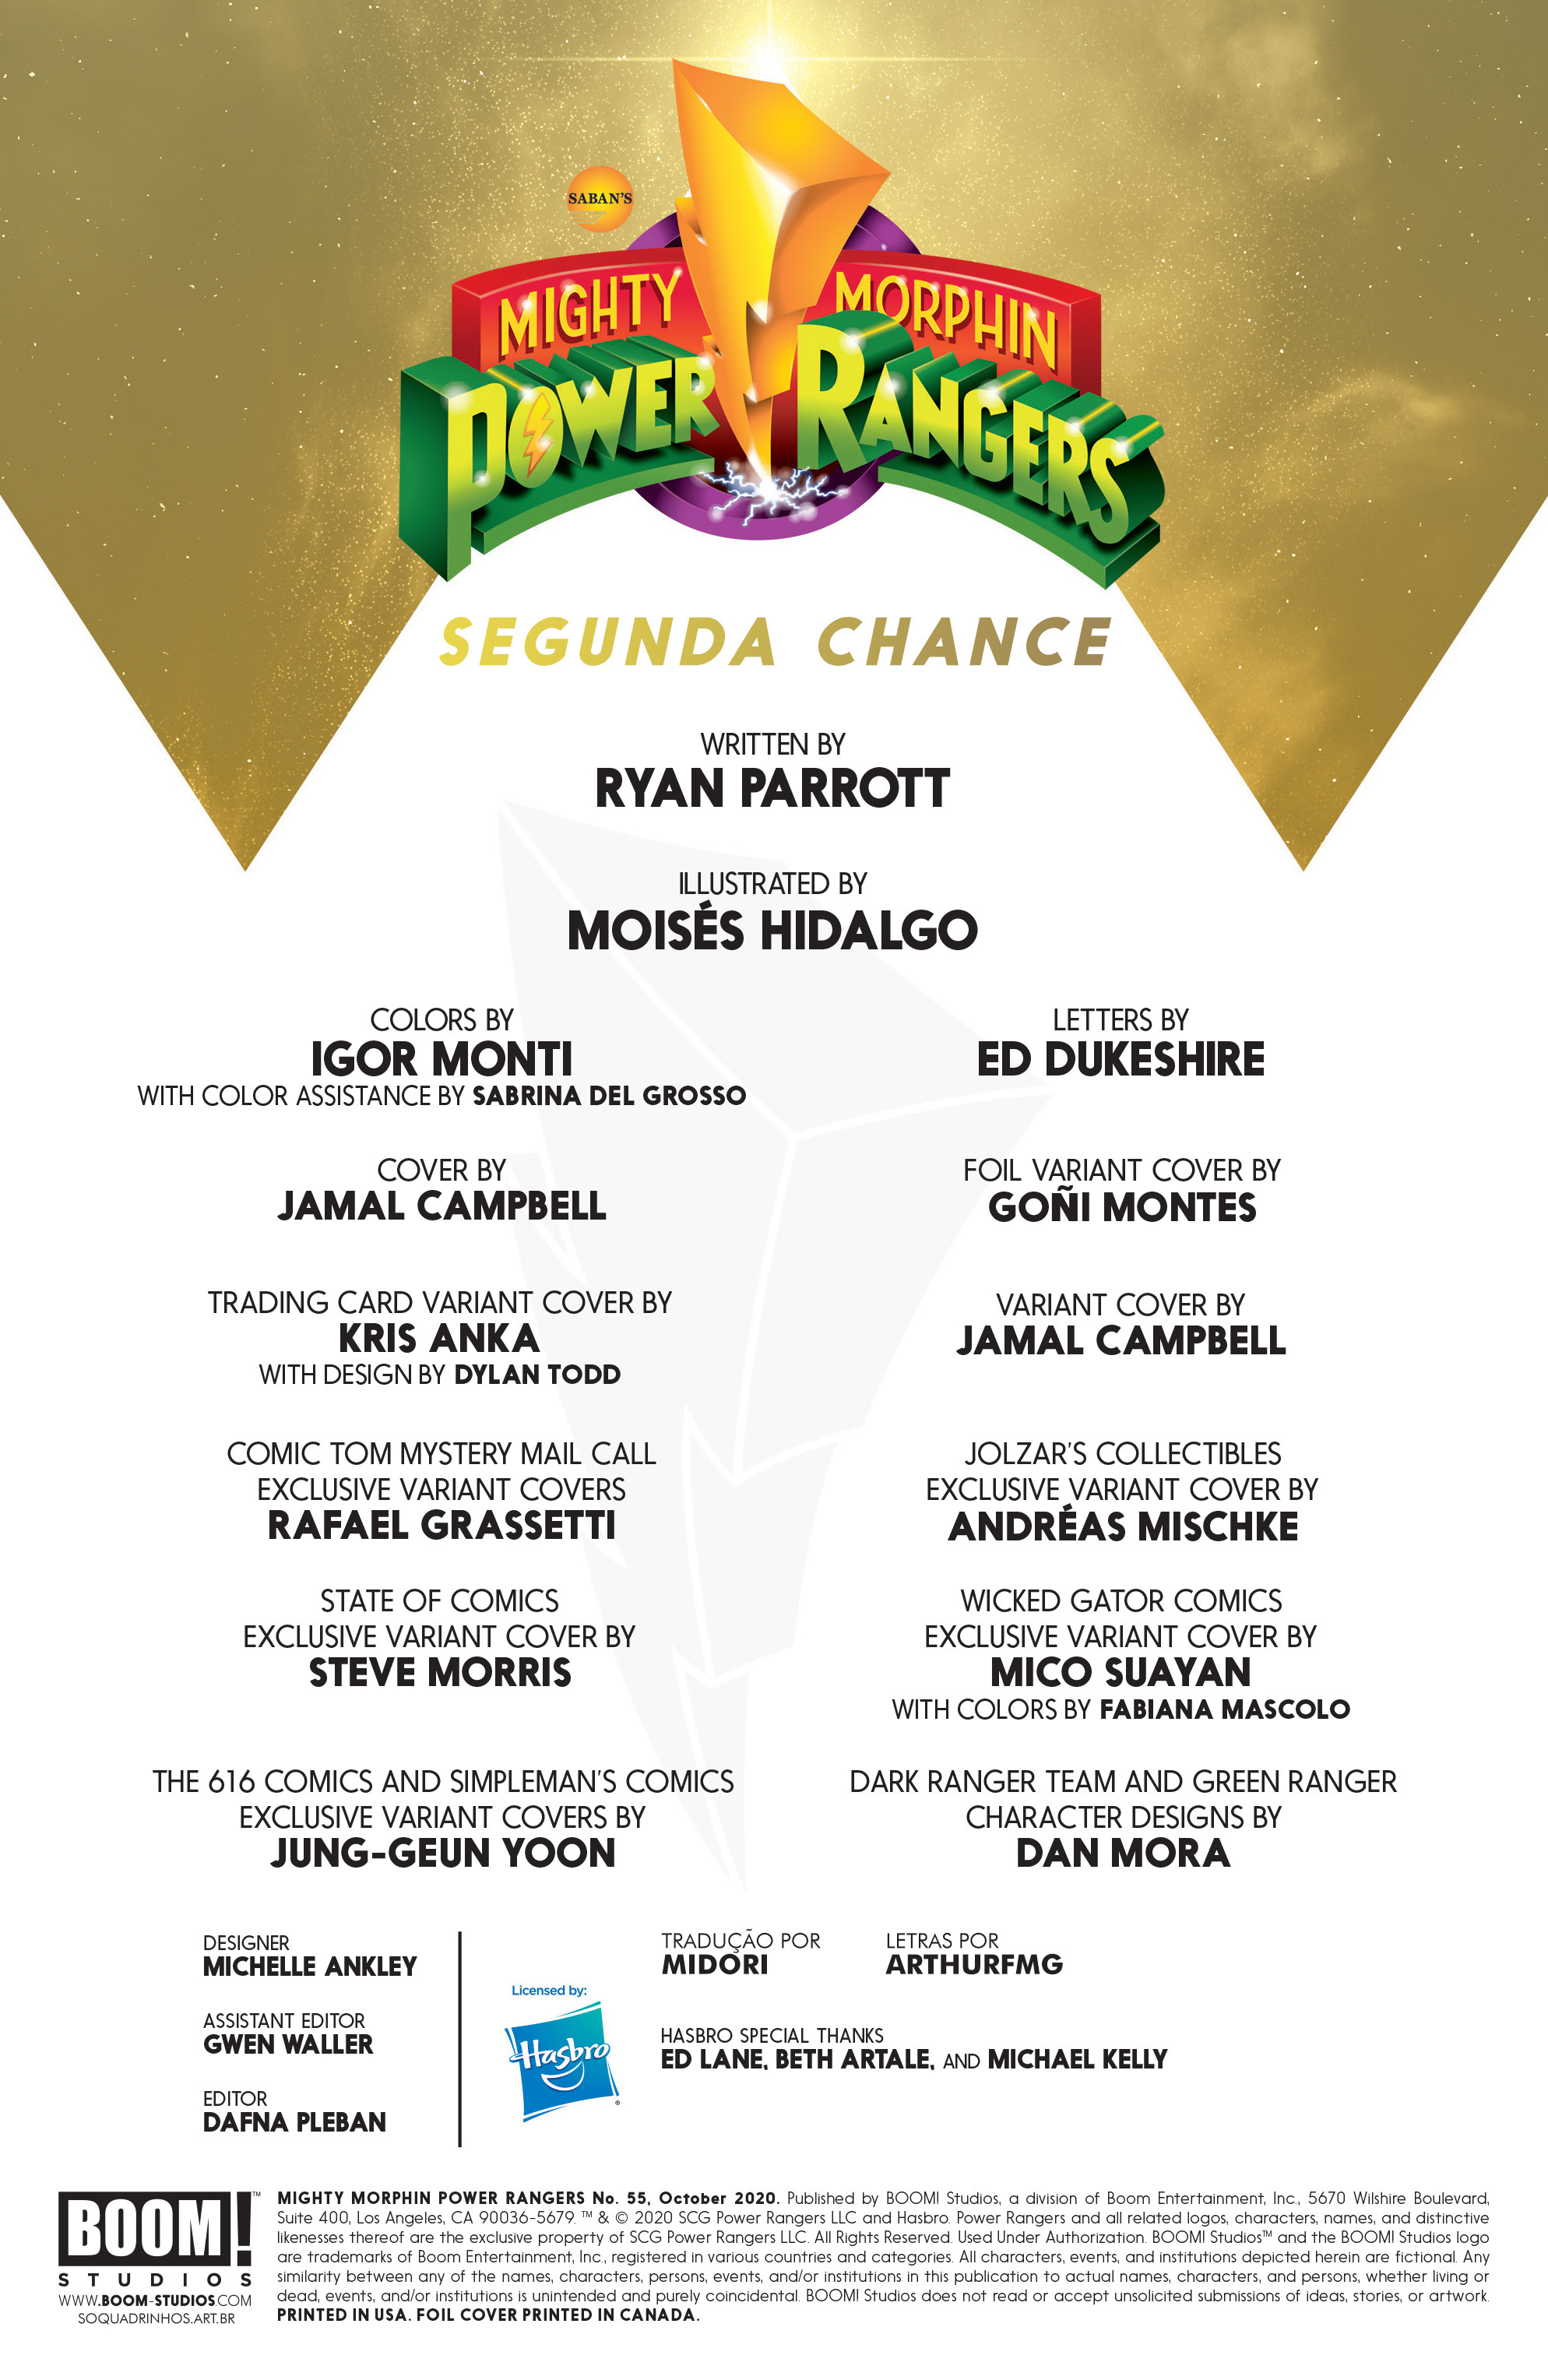 SABAN'S
MIGHTY MORPHIN
POWER RANGERS
SEGUNDA CHANCE
WRITTEN BY
RYAN PARROTT
ILLUSTRATED BY
MOISÉS HIDALGO
COLORS BY
IGOR MONTI
WITH COLOR ASSISTANCE BY SABRINA DEL GROSSO
LETTERS BY
ED DUKESHIRE
COVER BY
JAMAL CAMPBELL
FOIL VARIANT COVER BY
GOÑI MONTES
TRADING CARD VARIANT COVER BY
KRIS ANKA
WITH DESIGN BY DYLAN TODD
VARIANT COVER BY
JAMAL CAMPBELL
COMIC TOM MYSTERY MAIL CALL
EXCLUSIVE VARIANT COVERS
RAFAEL GRASSETTI
JOLZAR'S COLLECTIBLES
EXCLUSIVE VARIANT COVER BY
ANDRÉAS MISCHKE
STATE OF COMICS
EXCLUSIVE VARIANT COVER BY
STEVE MORRIS
WICKED GATOR COMICS
EXCLUSIVE VARIANT COVER BY
MICO SUAYAN
WITH COLORS BY FABIANA MASCOLO
THE 616 COMICS AND SIMPLEMAN'S COMICS
EXCLUSIVE VARIANT COVERS BY
JUNG-GEUN YOON
DARK RANGER TEAM AND GREEN RANGER
CHARACTER DESIGNS BY
DAN MORA
DESIGNER
MICHELLE ANKLEY
ASSISTANT EDITOR
GWEN WALLER
EDITOR
DAFNA PLEBAN
Licensed by:
Hasbro
®
TRADUÇÃO POR
MIDORI
LETRAS POR
ARTHURFMG
HASBRO SPECIAL THANKS
ED LANE, BETH ARTALE, AND MICHAEL KELLY
BOOM! ™
STUDIOS
WWW.BOOM-STUDIOS.COM
SOQUADRINHOS.ART.BR
MIGHTY MORPHIN POWER RANGERS No. 55, October 2020. Published by BOOM! Studios, a division of Boom Entertainment, Inc., 5670 Wilshire Boulevard,
Suite 400, Los Angeles, CA 90036-5679. ™ & © 2020 SCG Power Rangers LLC and Hasbro. Power Rangers and all related logos, characters, names, and distinctive
likenesses thereof are the exclusive property of SCG Power Rangers LLC. All Rights Reserved. Used Under Authorization. BOOM! Studios™ and the BOOM! Studios logo
are trademarks of Boom Entertainment, Inc., registered in various countries and categories. All characters, events, and institutions depicted herein are fictional. Any
similarity between any of the names, characters, persons, events, and/or institutions in this publication to actual names, characters, and persons, whether living or
dead, events, and/or institutions is unintended and purely coincidental. BOOM! Studios does not read or accept unsolicited submissions of ideas, stories, or artwork.
PRINTED IN USA. FOIL COVER PRINTED IN CANADA.